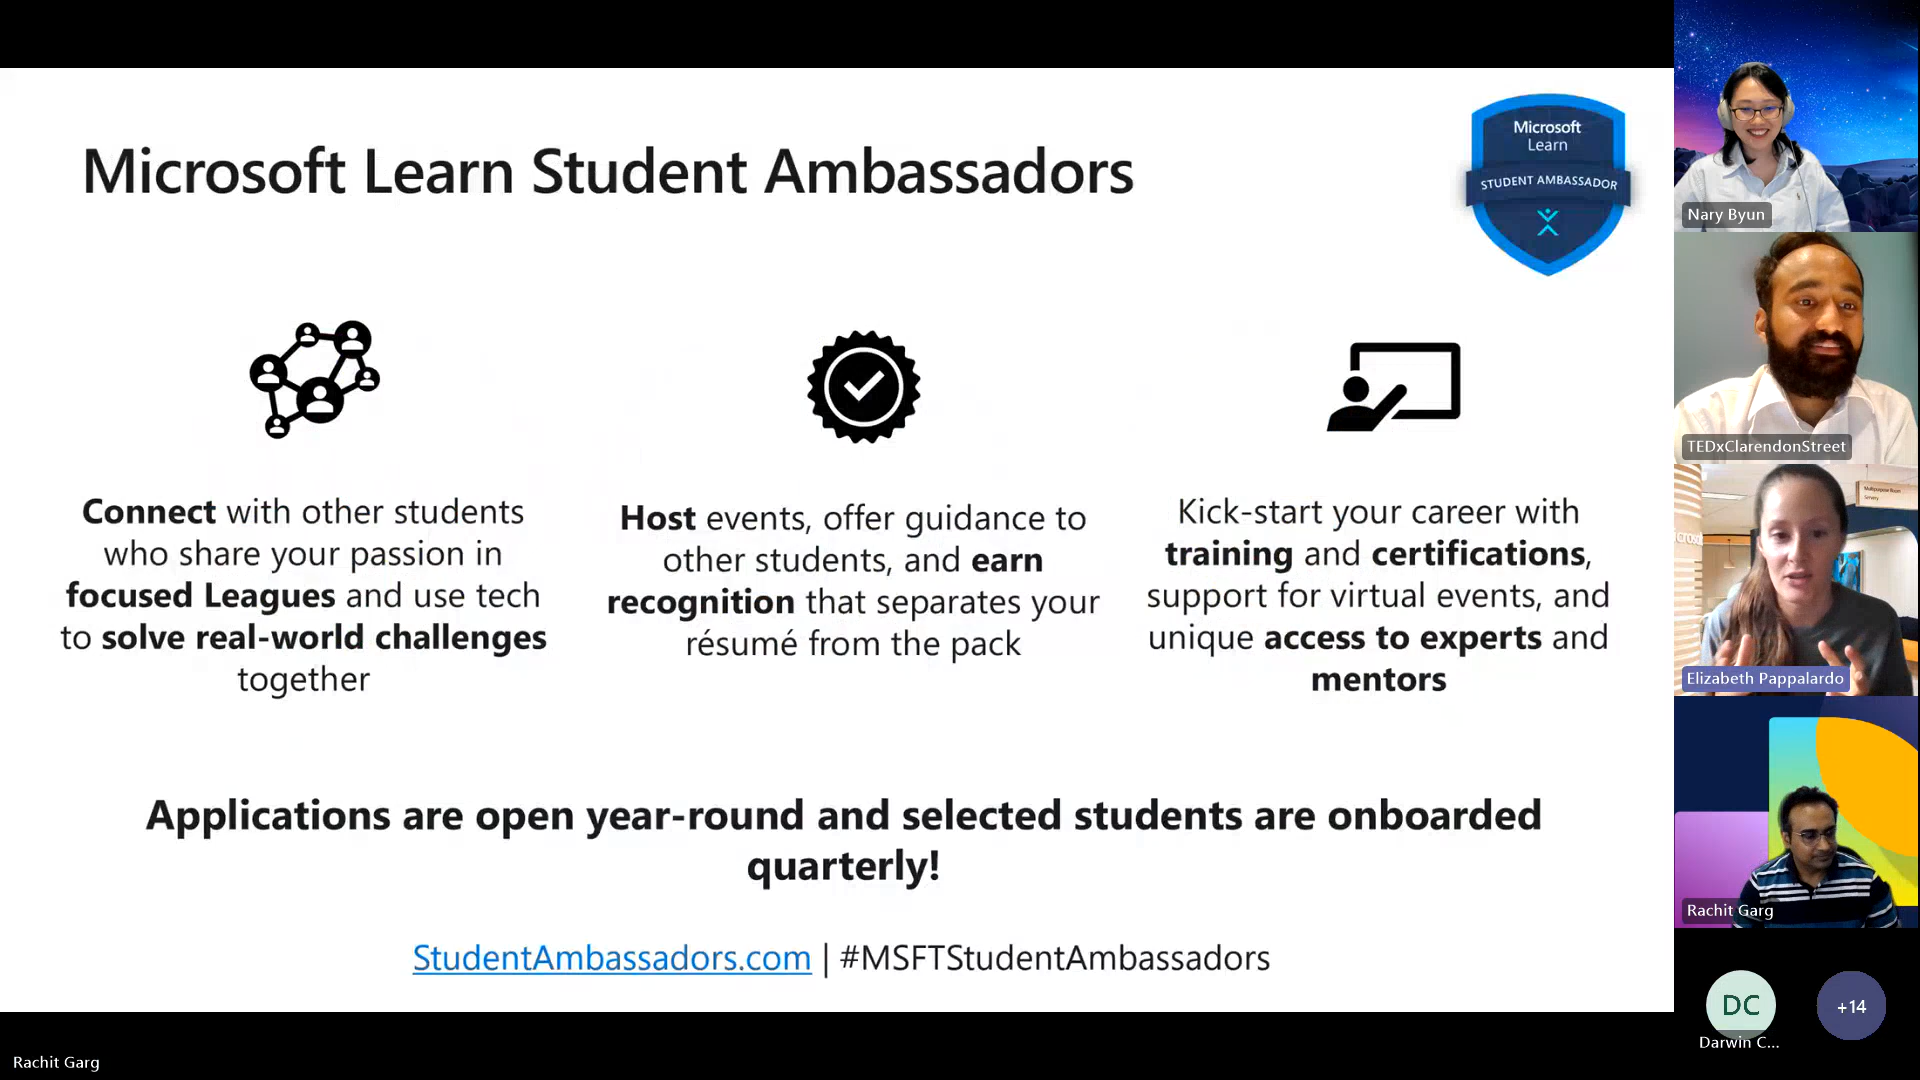 Microsoft Learn Student Ambassadors
Microsoft
Learn
STUDENT AMBASSADOR
Connect with other students
who share your passion in
focused Leagues and use tech
to solve real-world challenges
together
Host events, offer guidance to
other students, and earn
recognition that separates your
résumé from the pack
Kick-start your career with
training and certifications,
support for virtual events, and
unique access to experts and
mentors
Applications are open year-round and selected students are onboarded
quarterly!
StudentAmbassadors.com | #MSFTStudentAmbassadors
Rachit Garg
Nary Byun
TEDxClarendonStreet
Multipurpose Room
Elizabeth Pappalardo
Rachit Garg
DC
Darwin C...
+14